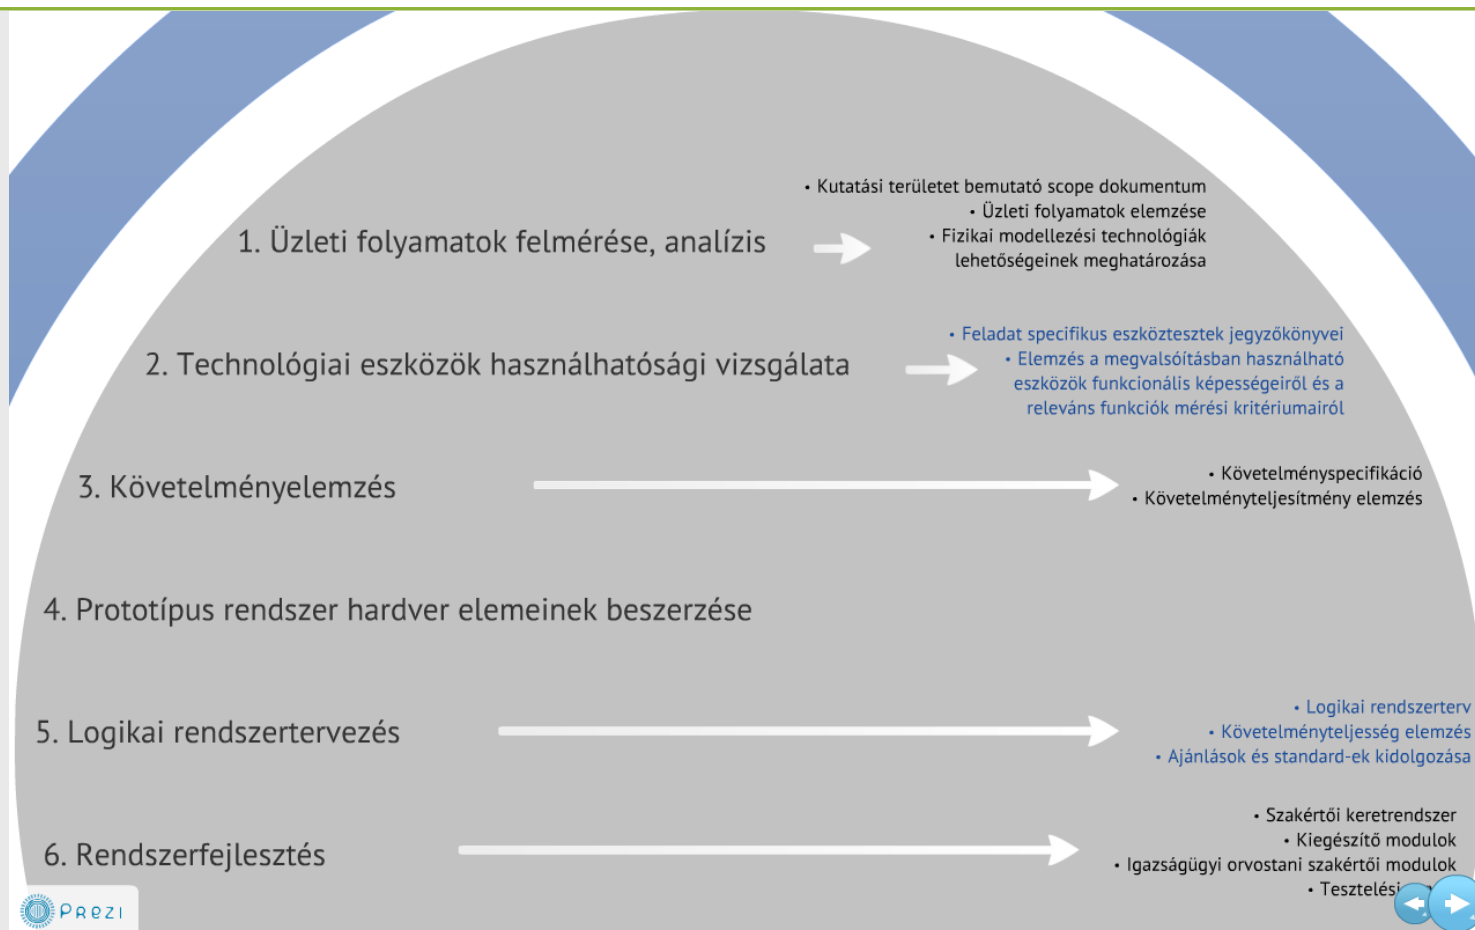 • Kutatási területet bemutató scope dokumentum
• Üzleti folyamatok elemzése
1. Üzleti folyamatok felmérése, analízis
• Fizikai modellezési technológiák
lehetőségeinek meghatározása
2. Technológiai eszközök használhatósági vizsgálata
• Feladat specifikus eszköztesztek jegyzőkönyvei
• Elemzés a megvalsóításban használható
eszközök funkcionális képességeiről és a
releváns funkciók mérési kritériumairól
3. Követelményelemzés
• Követelményspecifikáció
• Követelményteljesítmény elemzés
4. Prototípus rendszer hardver elemeinek beszerzése
5. Logikai rendszertervezés
• Logikai rendszerterv
• Követelményteljesség elemzés
• Ajánlások és standard-ek kidolgozása
6. Rendszerfejlesztés
• Szakértői keretrendszer
• Kiegészítő modulok
• Igazságügyi orvostani szakértői modulok
• Tesztelési
PREZI